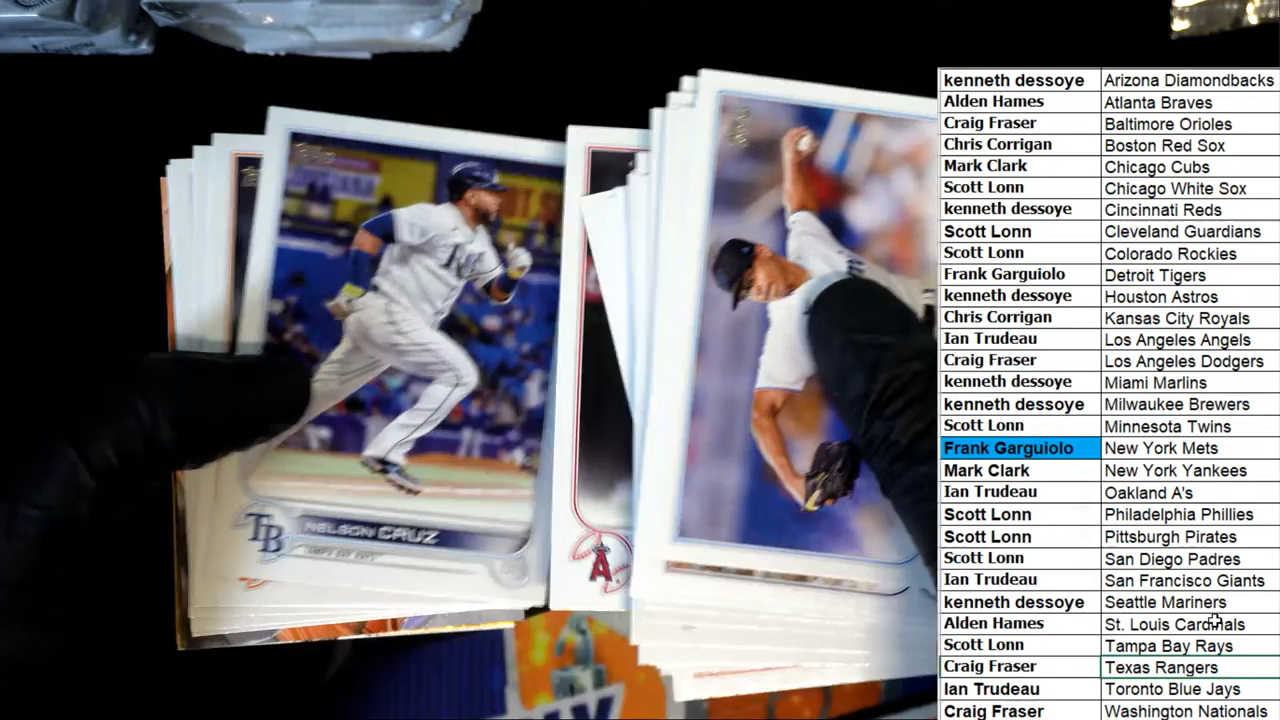 NELSON CRUZ
TB
A
kenneth dessoye Arizona Diamondbacks
Alden Hames Atlanta Braves
Craig Fraser Baltimore Orioles
Chris Corrigan Boston Red Sox
Mark Clark Chicago Cubs
Scott Lonn Chicago White Sox
kenneth dessoye Cincinnati Reds
Scott Lonn Cleveland Guardians
Scott Lonn Colorado Rockies
Frank Garguiolo Detroit Tigers
kenneth dessoye Houston Astros
Chris Corrigan Kansas City Royals
Ian Trudeau Los Angeles Angels
Craig Fraser Los Angeles Dodgers
kenneth dessoye Miami Marlins
kenneth dessoye Milwaukee Brewers
Scott Lonn Minnesota Twins
Frank Garguiolo New York Mets
Mark Clark New York Yankees
Ian Trudeau Oakland A's
Scott Lonn Philadelphia Phillies
Scott Lonn Pittsburgh Pirates
Scott Lonn San Diego Padres
Ian Trudeau San Francisco Giants
kenneth dessoye Seattle Mariners
Alden Hames St. Louis Cardinals
Scott Lonn Tampa Bay Rays
Craig Fraser Texas Rangers
Ian Trudeau Toronto Blue Jays
Craig Fraser Washington Nationals